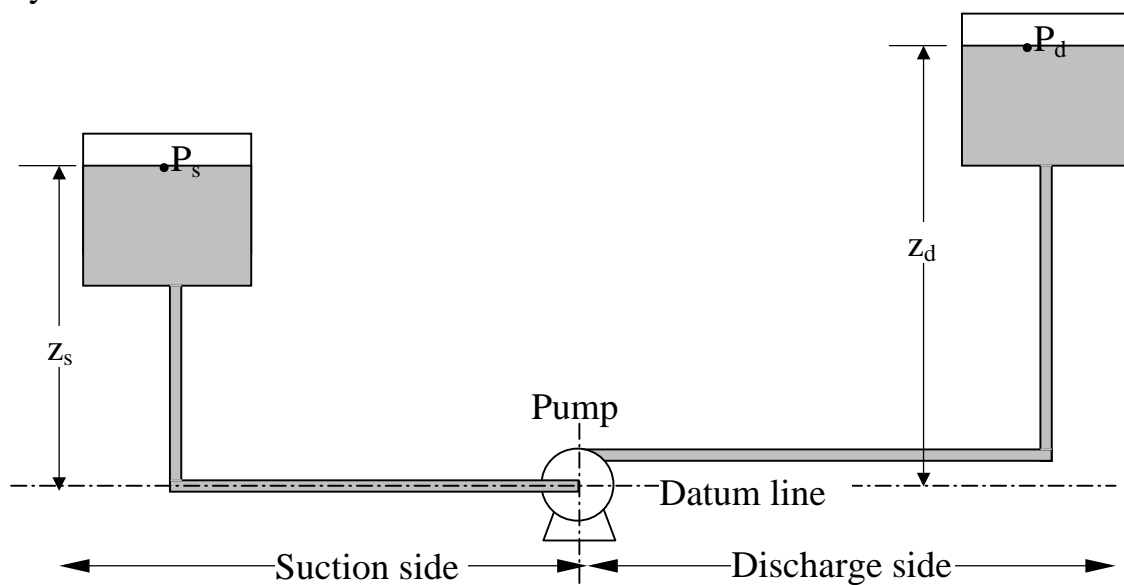 y
P_d
P_s
z_d
z_s
Pump
Datum line
Suction side
Discharge side